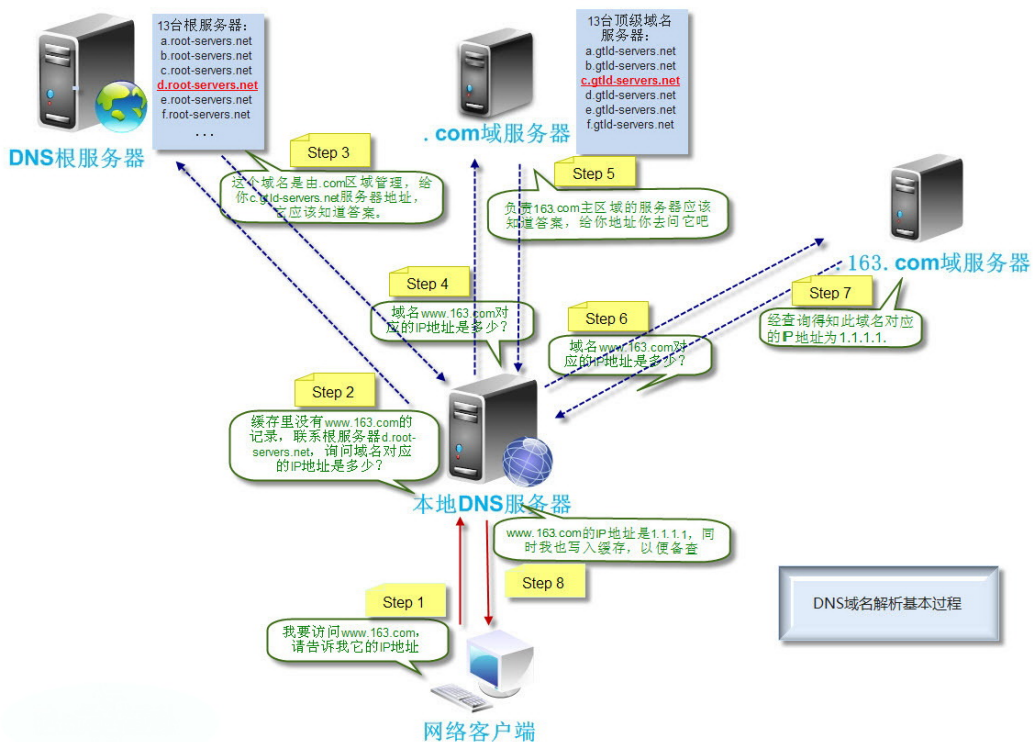 13台根服务器：
a.root-servers.net
b.root-servers.net
c.root-servers.net
d.root-servers.net
e.root-servers.net
f.root-servers.net
...
DNS根服务器
13台顶级域名
服务器：
a.gtld-servers.net
b.gtld-servers.net
c.gtld-servers.net
d.gtld-servers.net
e.gtld-servers.net
f.gtld-servers.net
.com域服务器
Step 3
这个域名是由.com区域管理，给
你c.gtld-servers.net服务器地址，
它应该知道答案。
Step 5
负责163.com主区域的服务器应该
知道答案，给你地址你去问它吧
.163.com域服务器
Step 4
域名www.163.com对
应的IP地址是多少？
Step 6
域名www.163.com对
应的IP地址是多少？
Step 7
经查询得知此域名对应
的IP地址为1.1.1.1.
Step 2
缓存里没有www.163.com的
记录，联系根服务器d.root-
servers.net，询问域名对应
的IP地址是多少？
本地DNS服务器
www.163.com的IP地址是1.1.1.1，同
时我也写入缓存，以便备查
Step 8
Step 1
我要访问www.163.com，
请告诉我它的IP地址
网络客户端
DNS域名解析基本过程